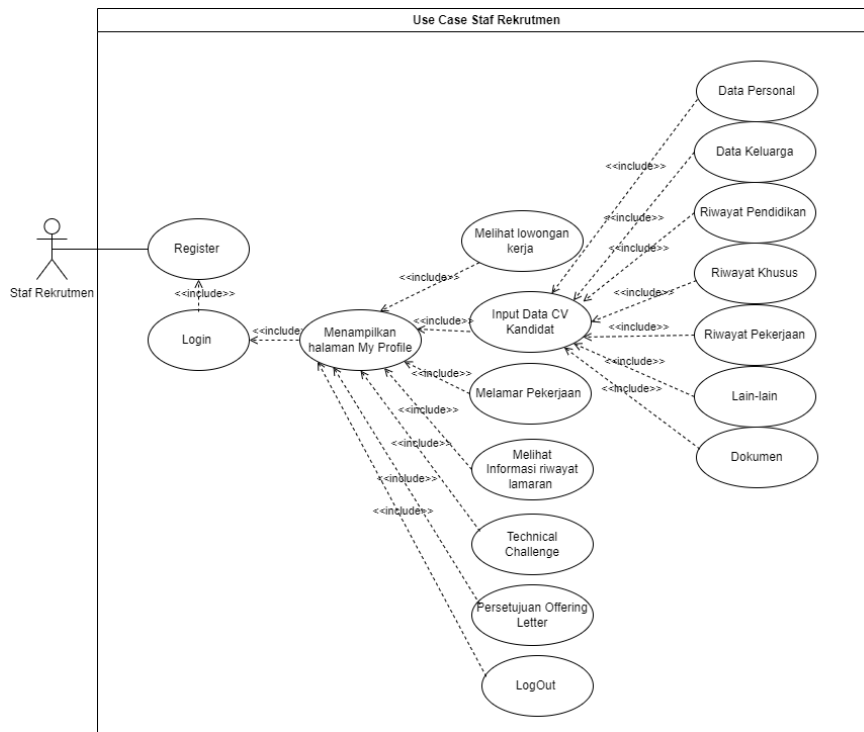 Use Case Staf Rekrutmen
Data Personal
<<include>>
Data Keluarga
<<include>>
Riwayat Pendidikan
<<include>>
Melihat lowongan
kerja
Register
Staf Rekrutmen
<<include>>
Riwayat Khusus
<<include>>
<<include>>
Input Data CV
Kandidat
<<include>>
<<include>>
Riwayat Pekerjaan
Login
<<include>
Menampilkan
halaman My Profile
<<include>>
<<include>>
Melamar Pekerjaan
<<include>>
Lain-lain
<<include>>
<<include>>
Melihat
Informasi riwayat
lamaran
Dokumen
<<include>>
<<include>>
Technical
Challenge
Persetujuan Offering
Letter
LogOut